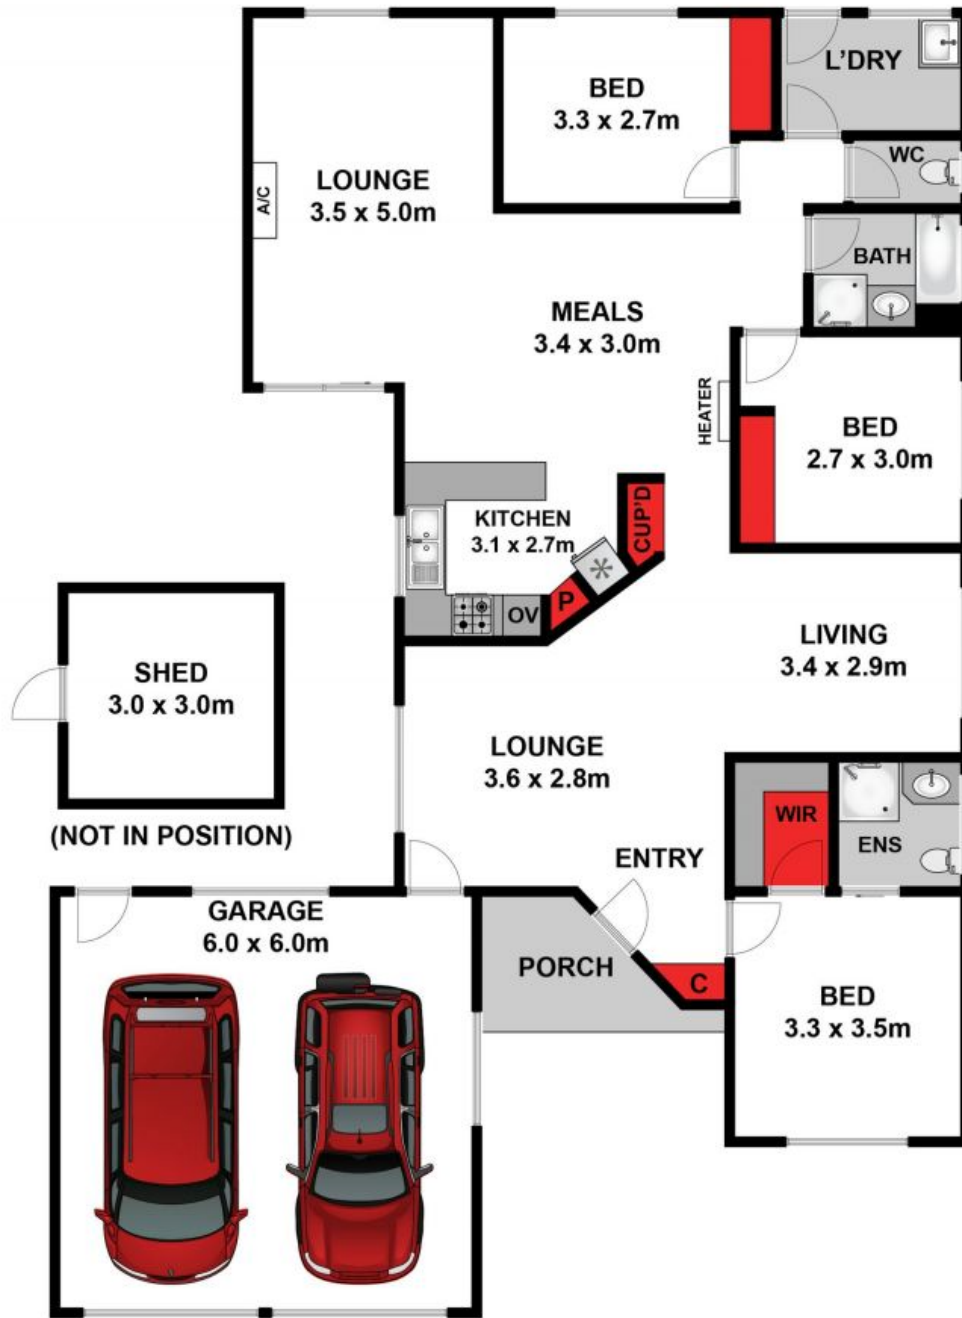 L'DRY
BED
3.3 x 2.7m
WC
LOUNGE
3.5 x 5.0m
A/C
BATH
MEALS
3.4 x 3.0m
HEATER
BED
2.7 x 3.0m
CUP'D
KITCHEN
3.1 x 2.7m
P
OV
LIVING
3.4 x 2.9m
SHED
3.0 x 3.0m
LOUNGE
3.6 x 2.8m
(NOT IN POSITION)
WIR
ENS
ENTRY
GARAGE
6.0 x 6.0m
PORCH
C
BED
3.3 x 3.5m